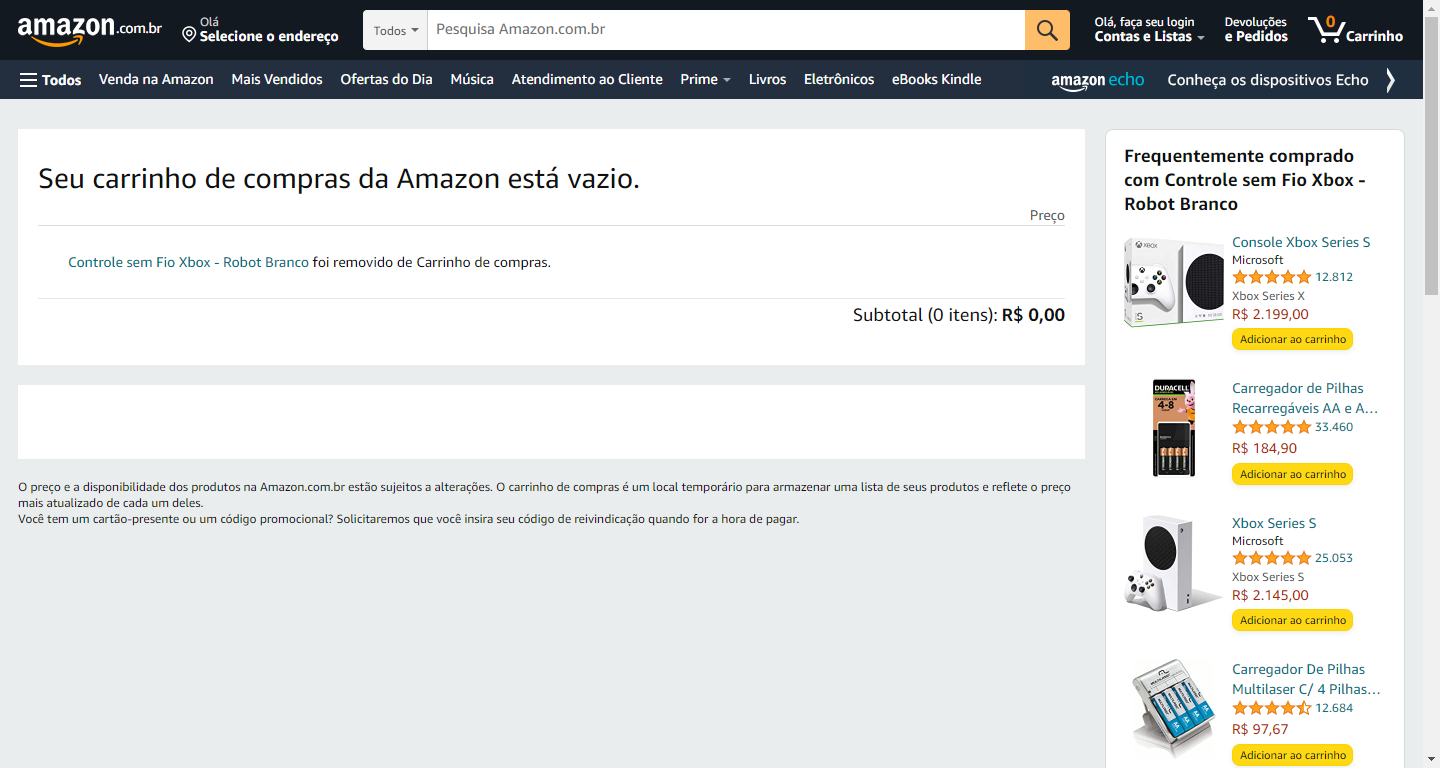 amazon.com.br
Olá
Selecione o endereço
Todos
Pesquisa Amazon.com.br
Olá, faça seu login
Contas e Listas
Devoluções
e Pedidos
0
Carrinho
Todos
Venda na Amazon
Mais Vendidos
Ofertas do Dia
Música
Atendimento ao Cliente
Prime
Livros
Eletrônicos
eBooks Kindle
amazon echo
Conheça os dispositivos Echo
Seu carrinho de compras da Amazon está vazio.
Preço
Controle sem Fio Xbox - Robot Branco foi removido de Carrinho de compras.
Subtotal (0 itens): R$ 0,00
O preço e a disponibilidade dos produtos na Amazon.com.br estão sujeitos a alterações. O carrinho de compras é um local temporário para armazenar uma lista de seus produtos e reflete o preço
mais atualizado de cada um deles.
Você tem um cartão-presente ou um código promocional? Solicitaremos que você insira seu código de reivindicação quando for a hora de pagar.
Frequentemente comprado
com Controle sem Fio Xbox -
Robot Branco
XBOX
Console Xbox Series S
Microsoft
12.812
Xbox Series X
R$ 2.199,00
Adicionar ao carrinho
DURACELL
4-8
Carregador de Pilhas
Recarregáveis AA e A...
33.460
R$ 184,90
Adicionar ao carrinho
Xbox Series S
Microsoft
25.053
Xbox Series S
R$ 2.145,00
Adicionar ao carrinho
Carregador De Pilhas
Multilaser C/ 4 Pilhas...
12.684
R$ 97,67
Adicionar ao carrinho